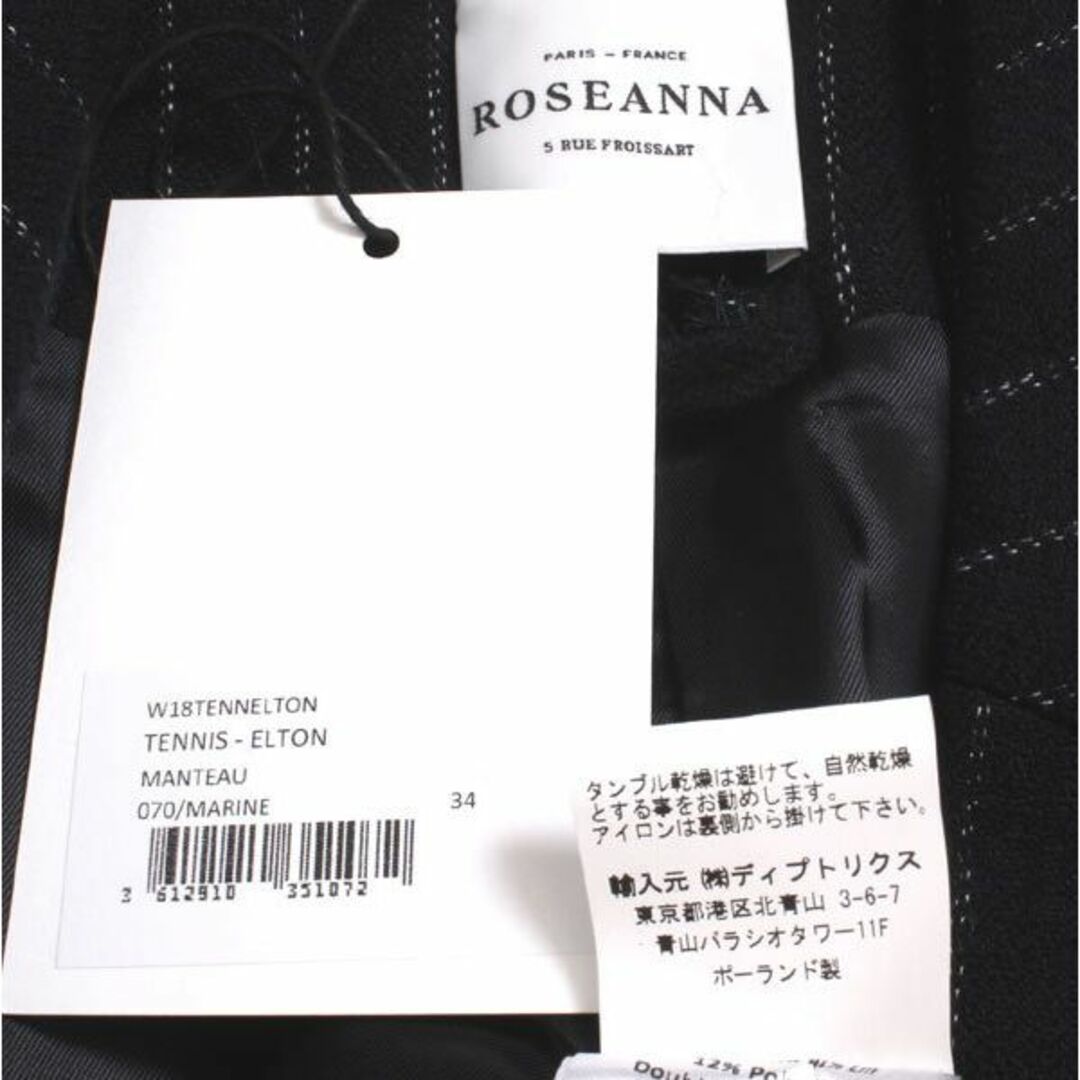 PARIS – FRANCE
ROSEANNA
5 RUE FROISSART
W18TENNELTON
TENNIS - ELTON
MANTEAU
070/MARINE
34
3 612910 351072
タンブル乾燥は避けて、自然乾燥
とする事をお勧めします。
アイロンは裏側から掛けて下さい。
輸入元 ㈱ディプトリクス
東京都港区北青山 3-6-7
青山パラシオタワー11F
ポーランド製
12% Po